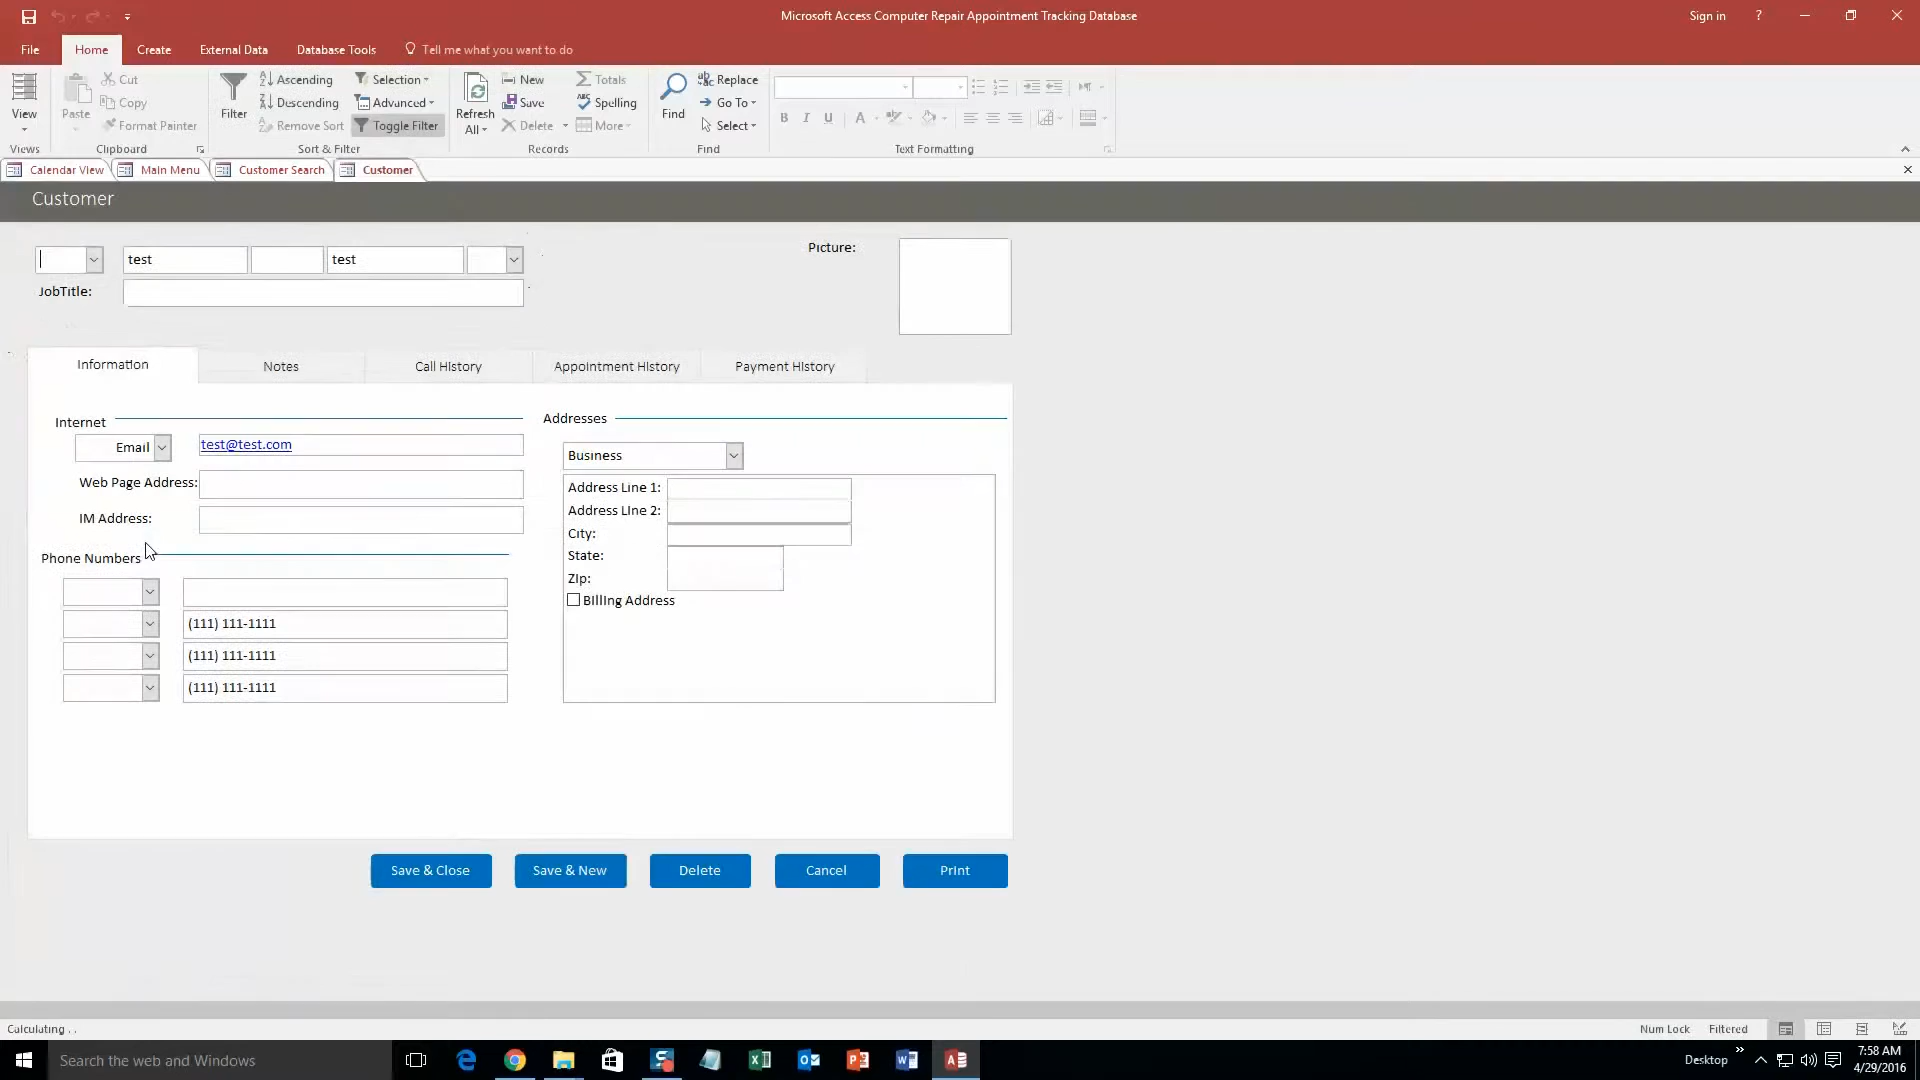 Microsoft Access Computer Repair Appointment Tracking Database
Sign in
?
File
Home
Create
External Data
Database Tools
Tell me what you want to do
View
Paste
Cut
Copy
Format Painter
Filter
Ascending
Descending
Remove Sort
Selection
Advanced
Toggle Filter
Refresh All
New
Save
Delete
Totals
Spelling
More
Find
Replace
Go To
Select
B I U A
Views
Clipboard
Sort & Filter
Records
Find
Text Formatting
Calendar View
Main Menu
Customer Search
Customer
Customer
test
test
Picture:
JobTitle:
Information
Notes
Call History
Appointment History
Payment History
Internet
Email
test@test.com
Web Page Address:
IM Address:
Phone Numbers
(111) 111-1111
(111) 111-1111
(111) 111-1111
Addresses
Business
Address Line 1:
Address Line 2:
City:
State:
Zip:
Billing Address
Save & Close
Save & New
Delete
Cancel
Print
Calculating . .
Num Lock
Filtered
Search the web and Windows
Desktop
7:58 AM
4/29/2016